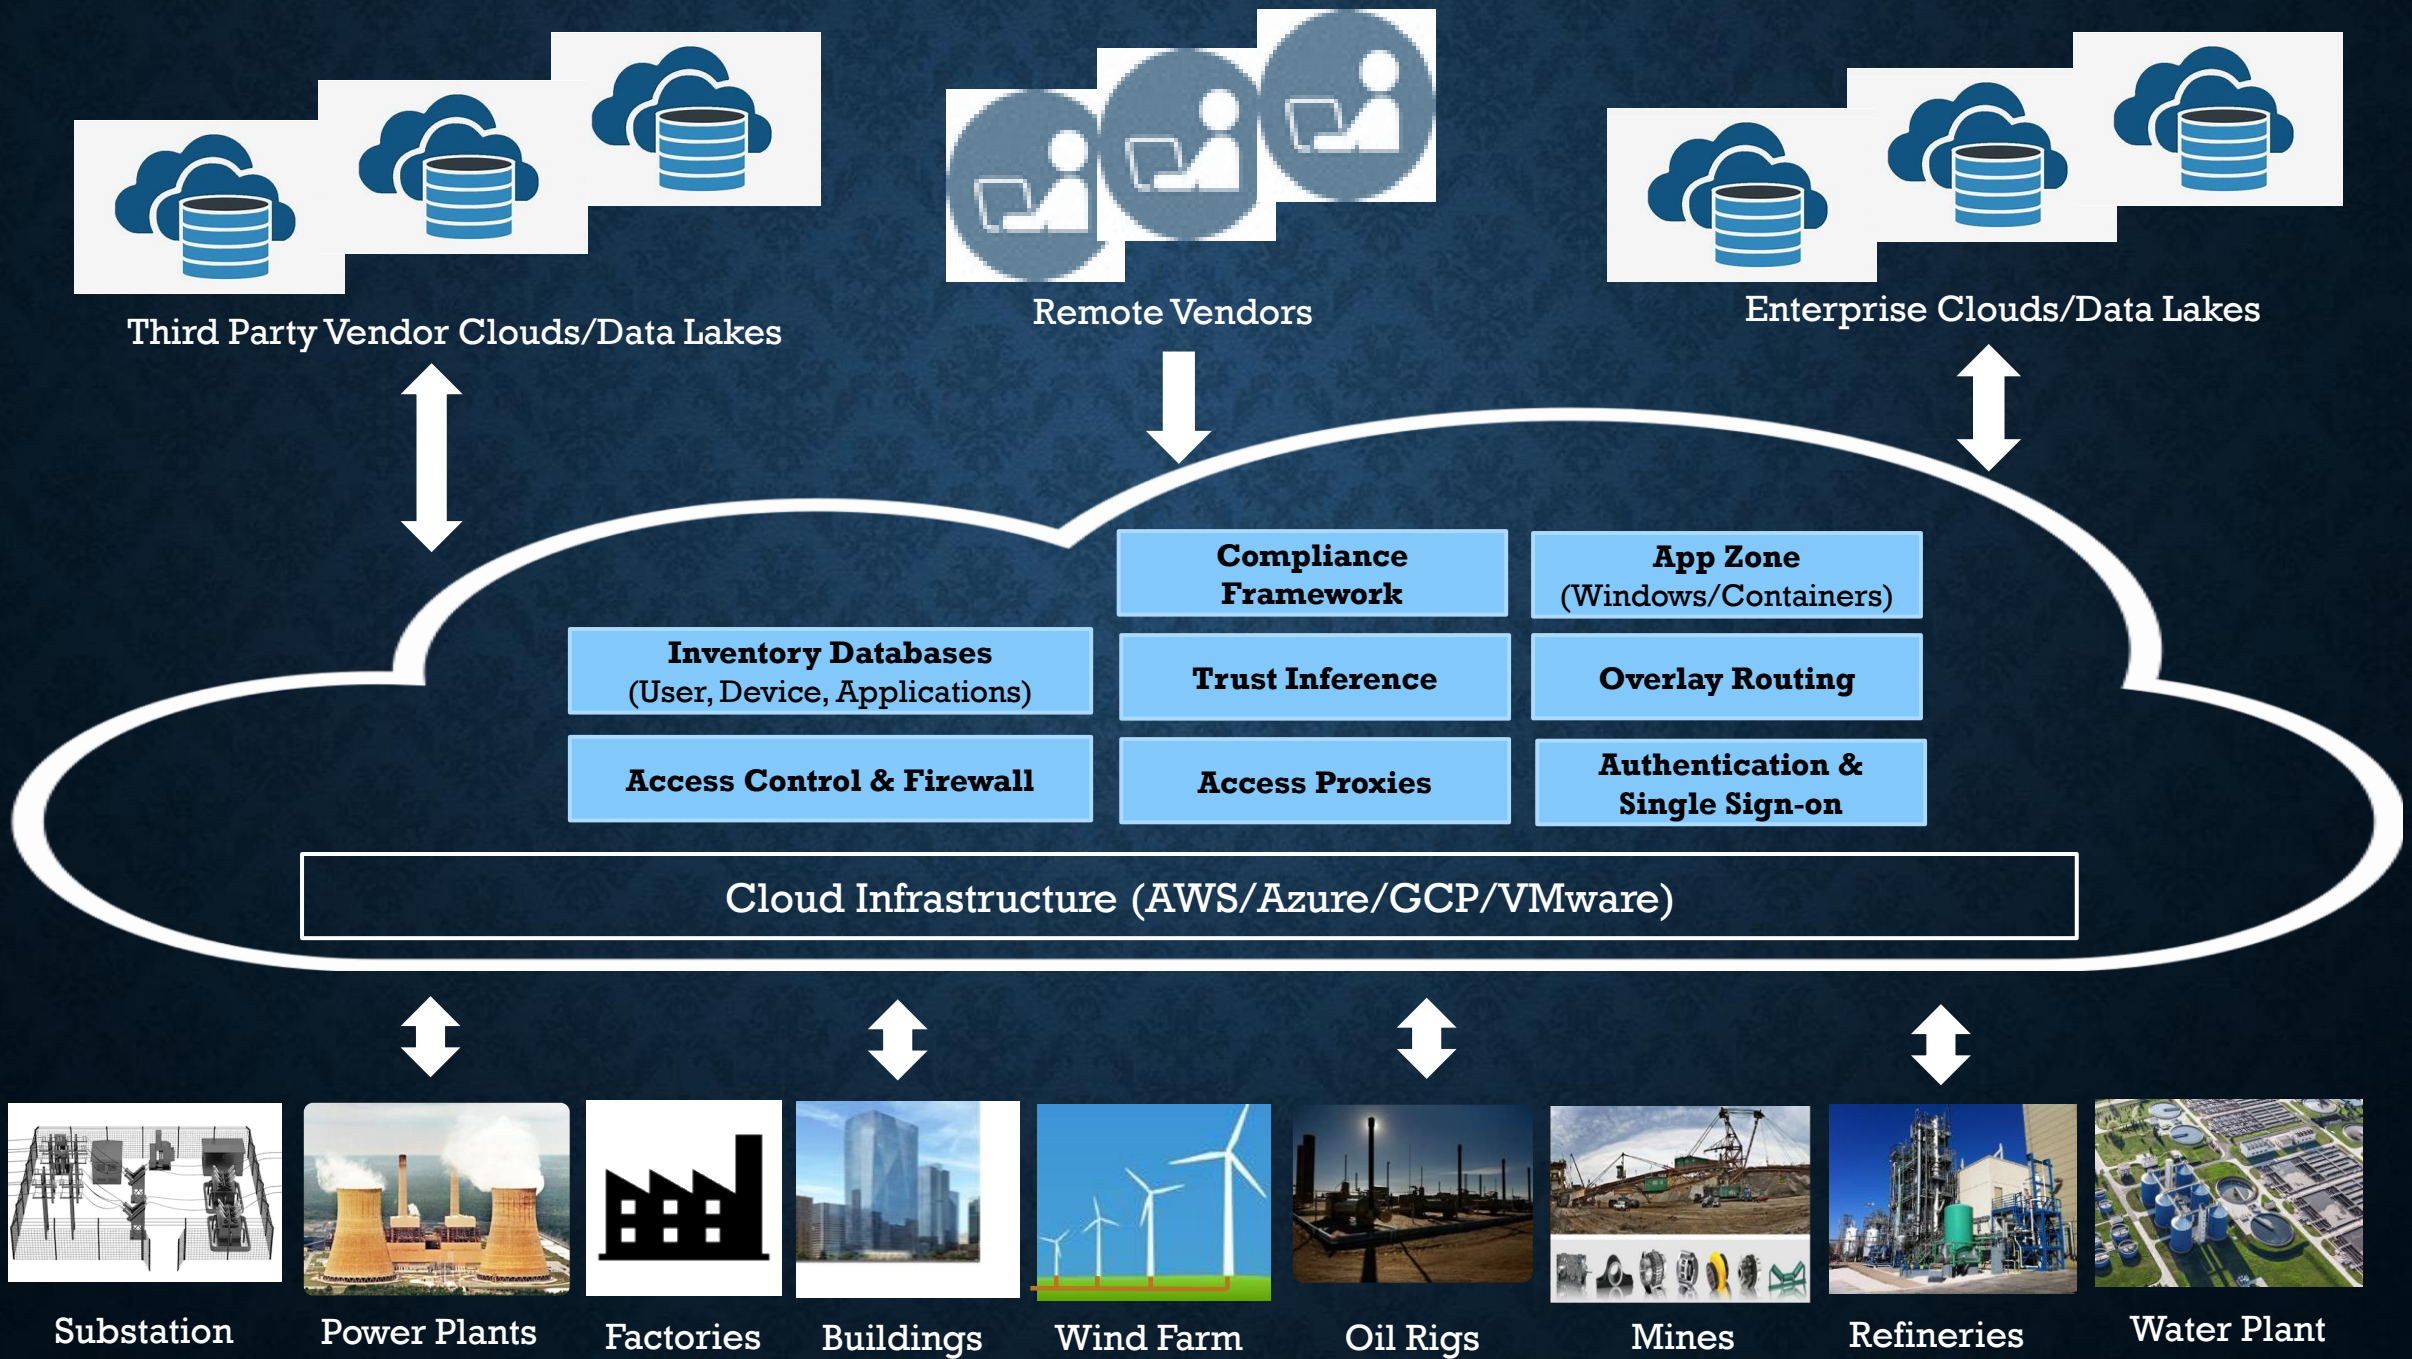 Third Party Vendor Clouds/Data Lakes
Remote Vendors
Enterprise Clouds/Data Lakes
Compliance
Framework
App Zone
(Windows/Containers)
Inventory Databases
(User, Device, Applications)
Trust Inference
Overlay Routing
Access Control & Firewall
Access Proxies
Authentication &
Single Sign-on
Cloud Infrastructure (AWS/Azure/GCP/VMware)
Substation
Power Plants
Factories
Buildings
Wind Farm
Oil Rigs
Mines
Refineries
Water Plant